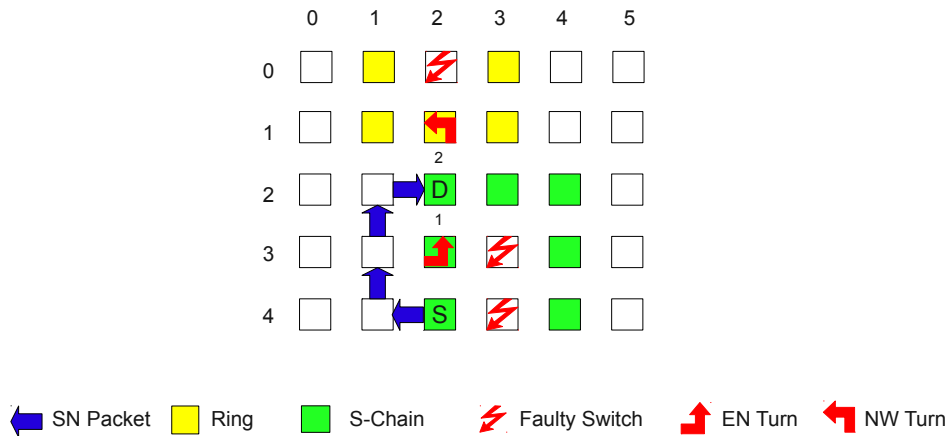 0 1 2 3 4 5
0
1
2
2 D
1
3
4 S
SN Packet Ring S-Chain Faulty Switch EN Turn NW Turn